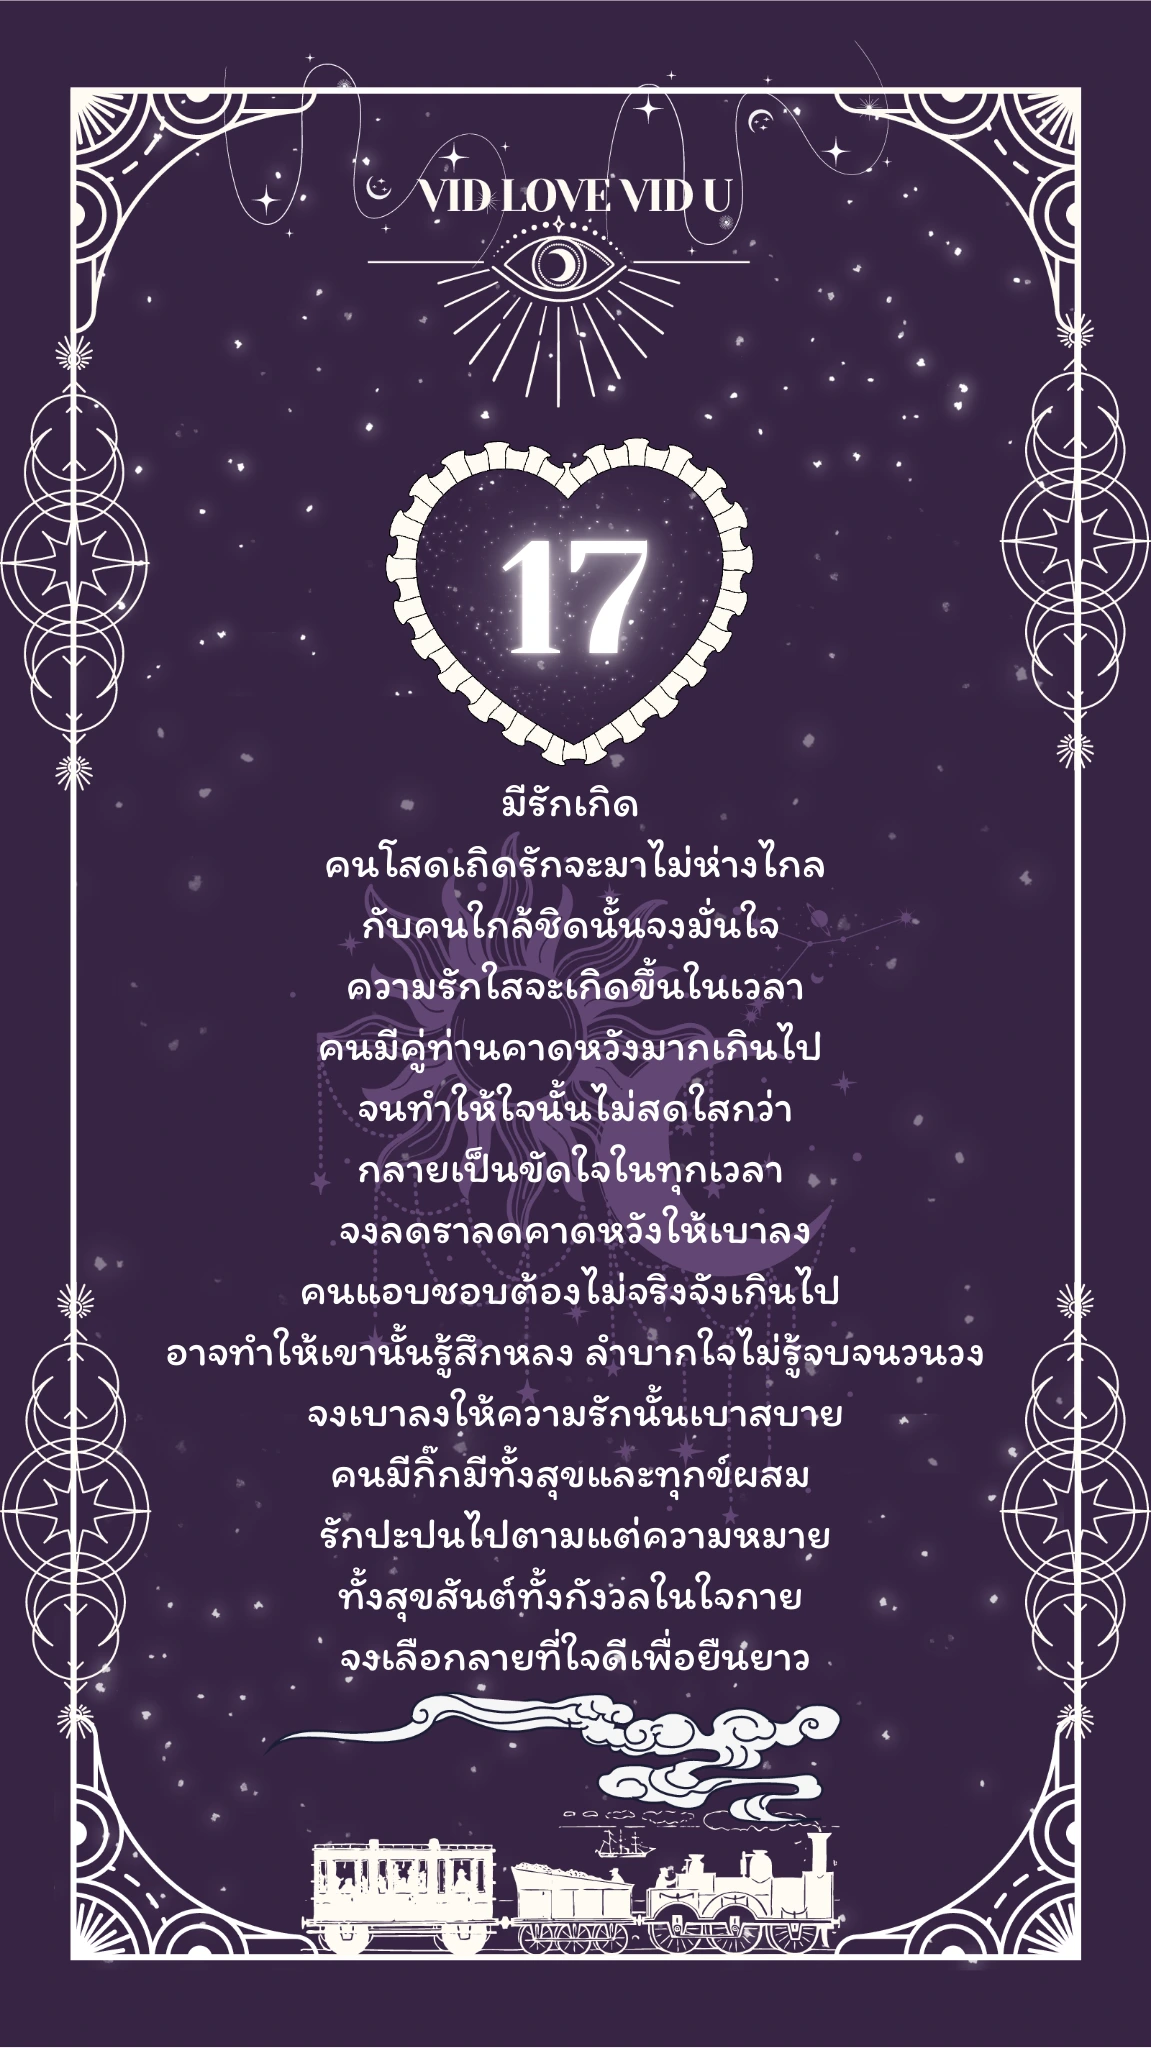 VID LOVE VID U
17
มีรักเกิด
คนโสดเถิดรักจะมาไม่ห่างไกล
กับคนใกล้ชิดนั้นจงมั่นใจ
ความรักใสจะเกิดขึ้นในเวลา
คนมีคู่ท่านคาดหวังมากเกินไป
จนทำให้ใจนั้นไม่สดใสกว่า
กลายเป็นขัดใจในทุกเวลา
จงลดราลดคาดหวังให้เบาลง
คนแอบชอบต้องไม่จริงจังเกินไป
อาจทำให้เขานั้นรู้สึกหลง ลำบากใจไม่รู้จบจนวนวง
จงเบาลงให้ความรักนั้นเบาสบาย
คนมีกิ๊กมีทั้งสุขและทุกข์ผสม
รักปะปนไปตามแต่ความหมาย
ทั้งสุขสันต์ทั้งกังวลในใจกาย
จงเลือกลายที่ใจดีเพื่อยืนยาว